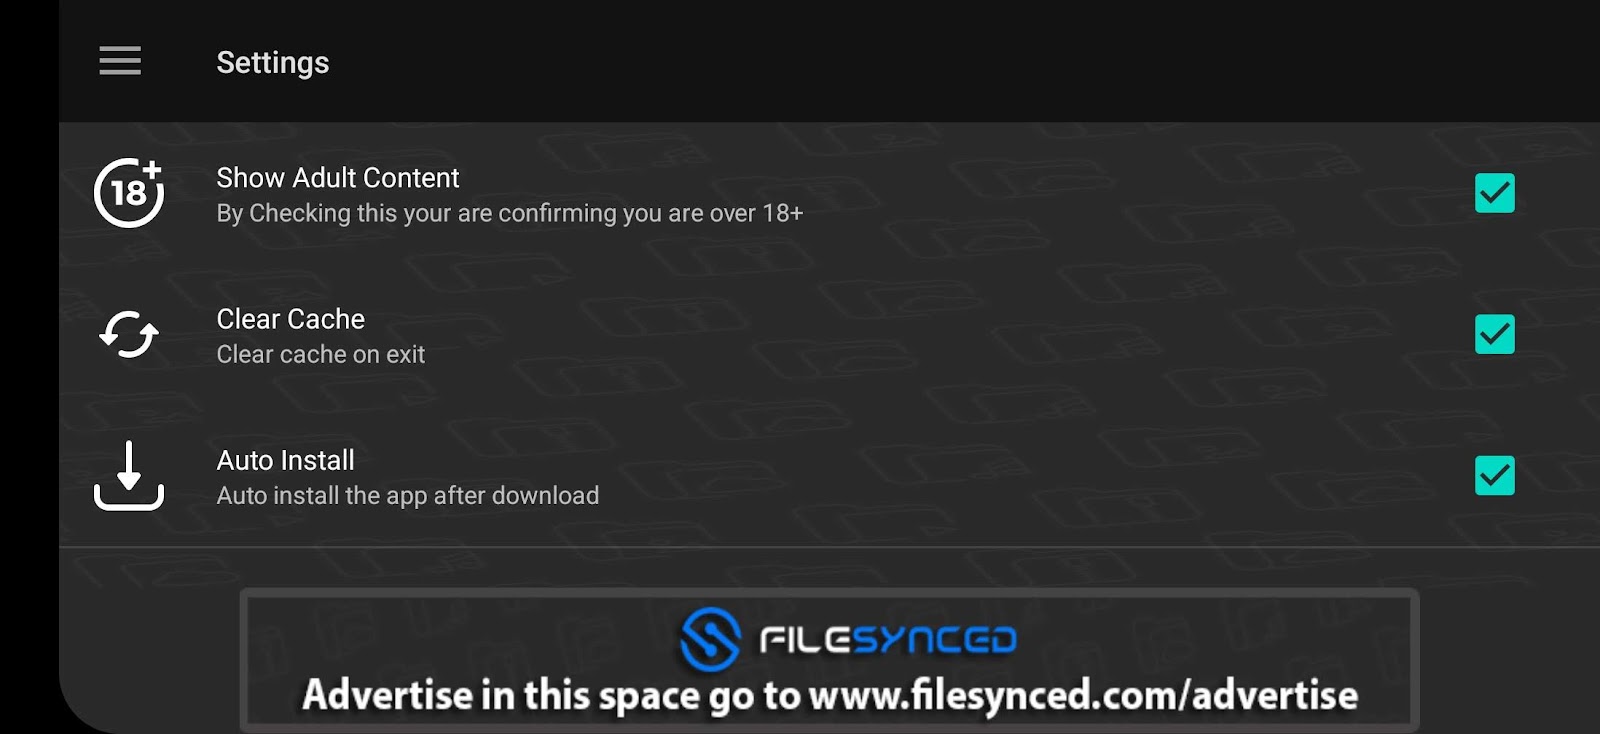 Settings
18+
Show Adult Content
By Checking this your are confirming you are over 18+
Clear Cache
Clear cache on exit
Auto Install
Auto install the app after download
FILESYNCED
Advertise in this space go to www.filesynced.com/advertise